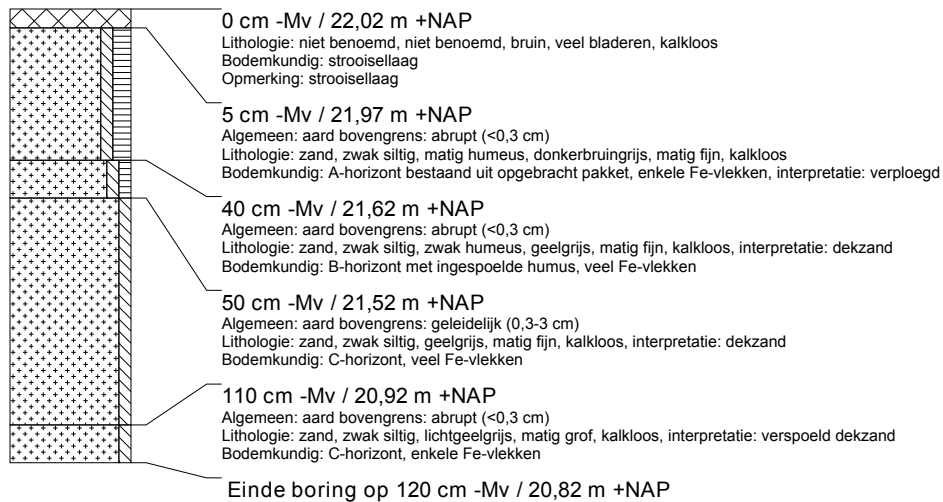 0 cm -Mv / 22,02 m +NAP
Lithologie: niet benoemd, niet benoemd, bruin, veel bladeren, kalkloos
Bodemkundig: strooisellaag
Opmerking: strooisellaag
5 cm -Mv / 21,97 m +NAP
Algemeen: aard bovengrens: abrupt (<0,3 cm)
Lithologie: zand, zwak siltig, matig humeus, donkerbruingrijs, matig fijn, kalkloos
Bodemkundig: A-horizont bestaand uit opgebracht pakket, enkele Fe-vlekken, interpretatie: verploegd
40 cm -Mv / 21,62 m +NAP
Algemeen: aard bovengrens: abrupt (<0,3 cm)
Lithologie: zand, zwak siltig, zwak humeus, geelgrijs, matig fijn, kalkloos, interpretatie: dekzand
Bodemkundig: B-horizont met ingespoelde humus, veel Fe-vlekken
50 cm -Mv / 21,52 m +NAP
Algemeen: aard bovengrens: geleidelijk (0,3-3 cm)
Lithologie: zand, zwak siltig, geelgrijs, matig fijn, kalkloos, interpretatie: dekzand
Bodemkundig: C-horizont, veel Fe-vlekken
110 cm -Mv / 20,92 m +NAP
Algemeen: aard bovengrens: abrupt (<0,3 cm)
Lithologie: zand, zwak siltig, lichtgeelgrijs, matig grof, kalkloos, interpretatie: verspoeld dekzand
Bodemkundig: C-horizont, enkele Fe-vlekken
Einde boring op 120 cm -Mv / 20,82 m +NAP